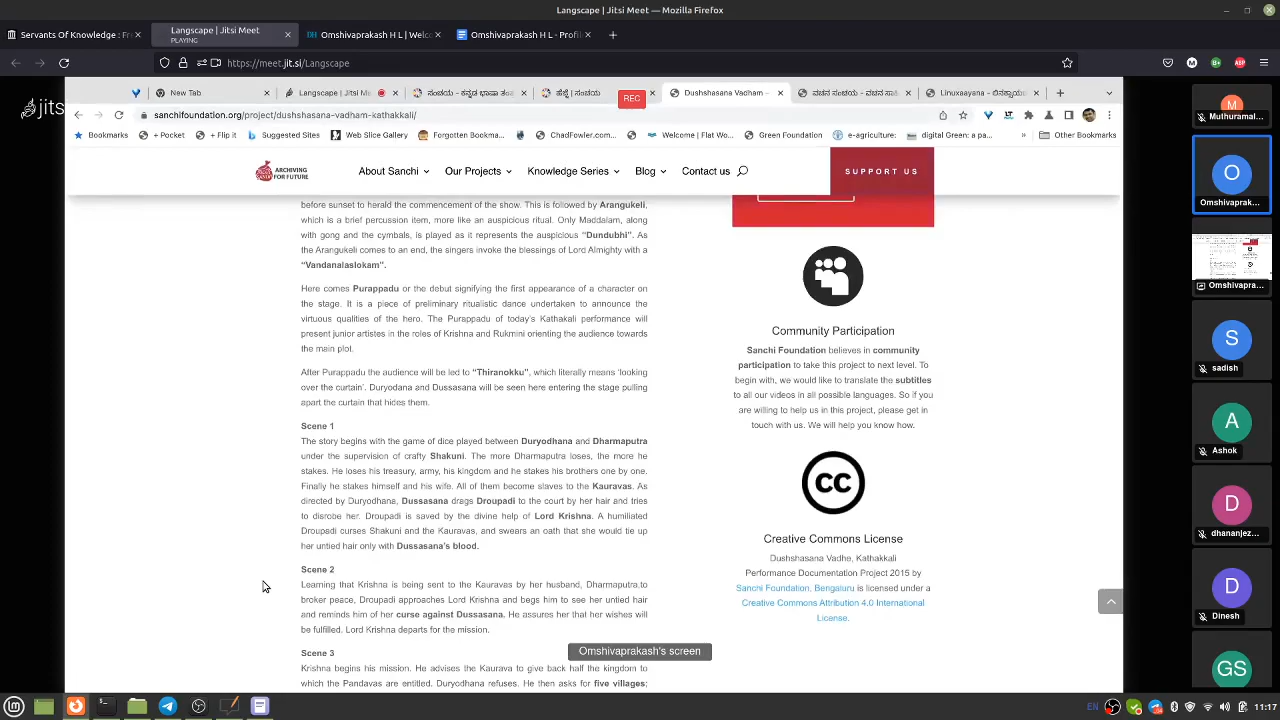 Langscape | Jitsi Meet — Mozilla Firefox
Servants Of Knowledge : Fre
Langscape | Jitsi Meet
PLAYING
Omshivaprakash H L | Welc
Omshivaprakash H L - Profil
https://meet.jit.si/Langscape
New Tab
Langscape | Jitsi Me
ಸಂಚಯ - ಕನ್ನಡ ಭಾಷಾ ತಂ
REC
Dushshasana Vadham –
ವಚನ ಸಂಚಯ -
Linuxaayana -
Jits
sanchifoundation.org/project/dushshasana-vadham-kathakkali/
Bookmarks
+ Pocket
+ Flip it
Suggested Sites
Web Slice Gallery
Forgotten Bookma...
ChadFowler.com...
Welcome | Flat Wo...
Green Foundation
e-agriculture:
digital Green: a pa...
»
Other Bookmarks
ARCHIVING
FOR FUTURE
About Sanchi
Our Projects
Knowledge Series
Blog
Contact us
SUPPORT US
before sunset to herald the commencement of the show. This is followed by Arangukeli,
which is a brief percussion item, more like an auspicious ritual. Only Maddalam, along
with gong and the cymbals, is played as it represents the auspicious “Dundubhi”. As
the Arangukeli comes to an end, the singers invoke the blessings of Lord Almighty with a
“Vandanalaslokam”.
Here comes Purappadu or the debut signifying the first appearance of a character on
the stage. It is a piece of preliminary ritualistic dance undertaken to announce the
virtuous qualities of the hero. The Purappadu of today’s Kathakali performance will
present junior artistes in the roles of Krishna and Rukmini orienting the audience towards
the main plot.
After Purappadu the audience will be led to “Thiranokku”, which literally means ‘looking
over the curtain’. Duryodana and Dussasana will be seen here entering the stage pulling
apart the curtain that hides them.
Scene 1
The story begins with the game of dice played between Duryodhana and Dharmaputra
under the supervision of crafty Shakuni. The more Dharmaputra loses, the more he
stakes. He loses his treasury, army, his kingdom and he stakes his brothers one by one.
Finally he stakes himself and his wife. All of them become slaves to the Kauravas. As
directed by Duryodhana, Dussasana drags Droupadi to the court by her hair and tries
to disrobe her. Droupadi is saved by the divine help of Lord Krishna. A humiliated
Droupadi curses Shakuni and the Kauravas, and swears an oath that she would tie up
her untied hair only with Dussasana’s blood.
Scene 2
Learning that Krishna is being sent to the Kauravas by her husband, Dharmaputra,to
broker peace, Droupadi approaches Lord Krishna and begs him to see her untied hair
and reminds him of her curse against Dussasana. He assures her that her wishes will
be fulfilled. Lord Krishna departs for the mission.
Scene 3
Krishna begins his mission. He advises the Kaurava to give back half the kingdom to
which the Pandavas are entitled. Duryodhana refuses. He then asks for five villages;
Community Participation
Sanchi Foundation believes in community
participation to take this project to next level. To
begin with, we would like to translate the subtitles
to all our videos in all possible languages. So if you
are willing to help us in this project, please get in
touch with us. We will help you know how.
CC
Creative Commons License
Dushshasana Vadhe, Kathakkali
Performance Documentation Project 2015 by
Sanchi Foundation, Bengaluru is licensed under a
Creative Commons Attribution 4.0 International
License.
Omshivaprakash's screen
M
Muthuramal...
O
Omshivaprak...
Omshivapra...
S
sadish
A
Ashok
D
dhananjez...
D
Dinesh
GS
EN
11:17